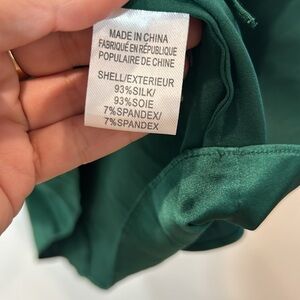 MADE IN CHINA
FABRIQUÉ EN RÉPUBLIQUE
POPULAIRE DE CHINE
SHELL/EXTERIEUR
93%SILK/
93%SOIE
7%SPANDEX/
7%SPANDEX